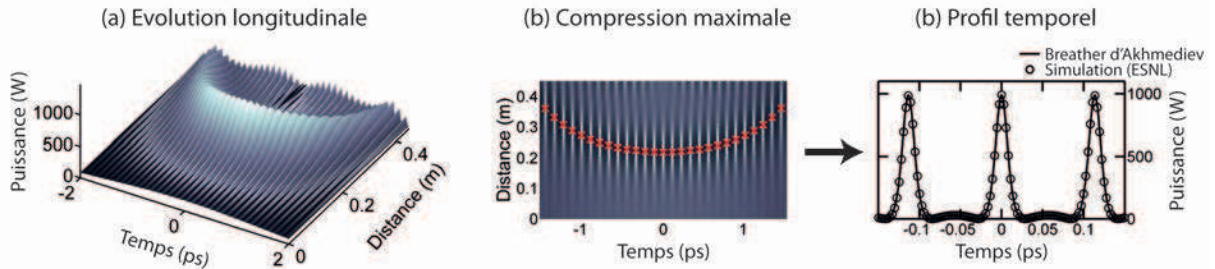 (a) Evolution longitudinale
(b) Compression maximale
(b) Profil temporel
Puissance (W)
1000
500
0
-2
0
2
Temps (ps)
0
0.2
0.4
Distance (m)
Distance (m)
0.4
0.3
0.2
0.1
0
-1
0
1
Temps (ps)
Breather d'Akhmediev
Simulation (ESNL)
1000
500
0
Puissance (W)
-0.1
-0.05
0
0.05
0.1
Temps (ps)